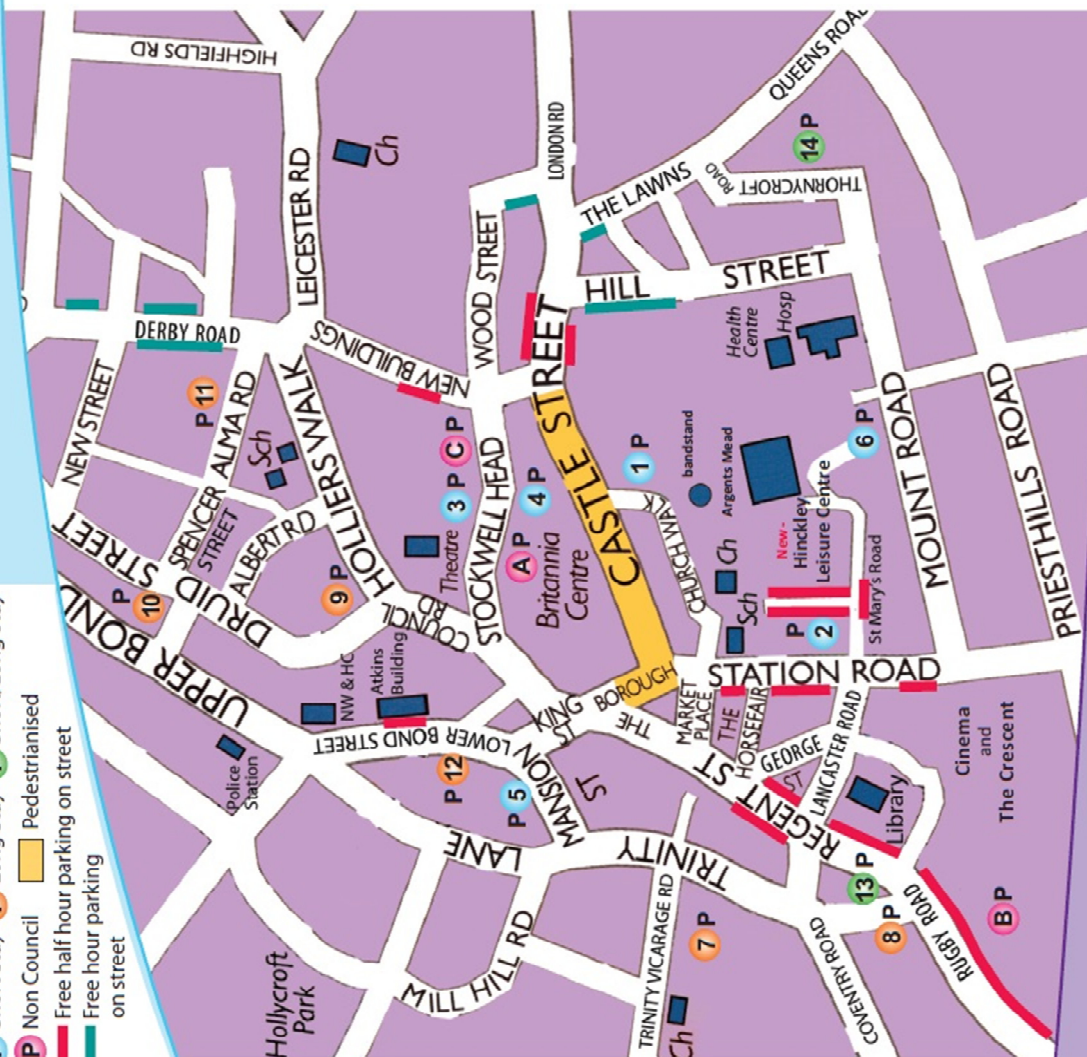 Pedestrianised
P Non Council
Free half hour parking on street
Free hour parking
on street
HIGHFIELDS RD
LEICESTER RD
Ch
LONDON RD
QUEENS ROAD
14 P
THORNYCROFT
ROAD
THE LAWNS
WOOD STREET
HILL
STREET
DERBY ROAD
NEW BUILDINGS
NEW STREET
P 11
ALMA RD
Sch
HOLLIERS WALK
C P
3 P
4 P
A P
1 P
CASTLE STREET
Health
Centre
Hosp
bandstand
Argents Mead
6 P
MOUNT ROAD
PRIESTHILLS ROAD
New-
Hinckley
Leisure Centre
STOCKWELL HEAD
Theatre
Britannia
Centre
CHURCH WALK
Ch
Sch
P 2
St Mary's Road
SPENCER
STREET
ALBERT RD
DRUID STREET
P 10
9 P
UPPER BOND
STREET
COUNCIL
RD
NW & HC
Atkins
Building
LOWER BOND STREET
Police
Station
P 12
P 5
MANSION
ST
KING
ST
THE
BOROUGH
MARKET
PLACE
THE
HORSEFAIR
STATION ROAD
GEORGE
ST
LANCASTER ROAD
REGENT ST
Library
Cinema
and
The Crescent
TRINITY
LANE
MILL HILL RD
Hollycroft
Park
TRINITY VICARAGE RD
7 P
Ch
COVENTRY ROAD
13 P
8 P
RUGBY ROAD
B P